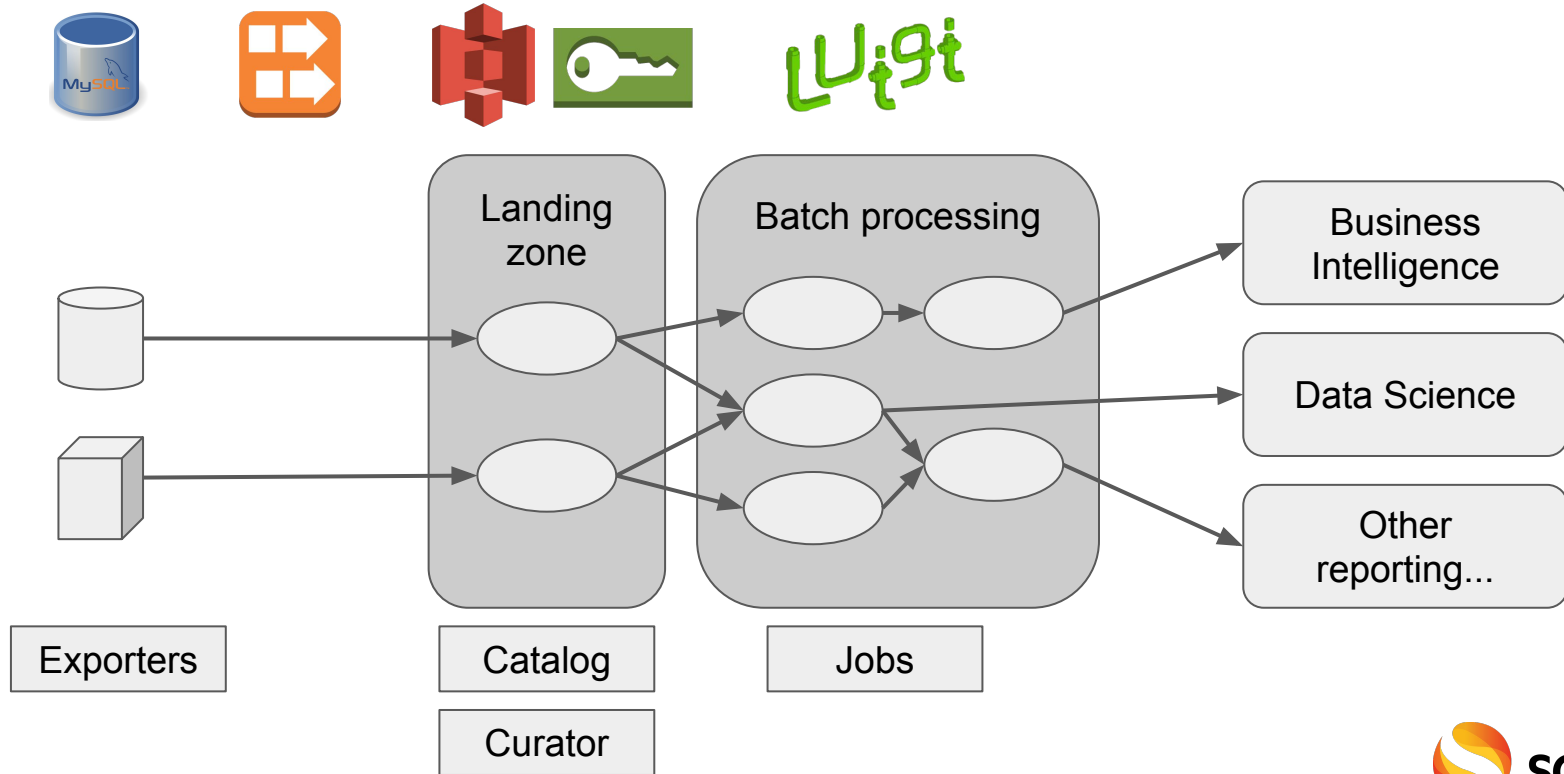 MySQL
Luigi
Landing
zone
Batch processing
Business
Intelligence
Data Science
Other
reporting...
Exporters
Catalog
Jobs
Curator